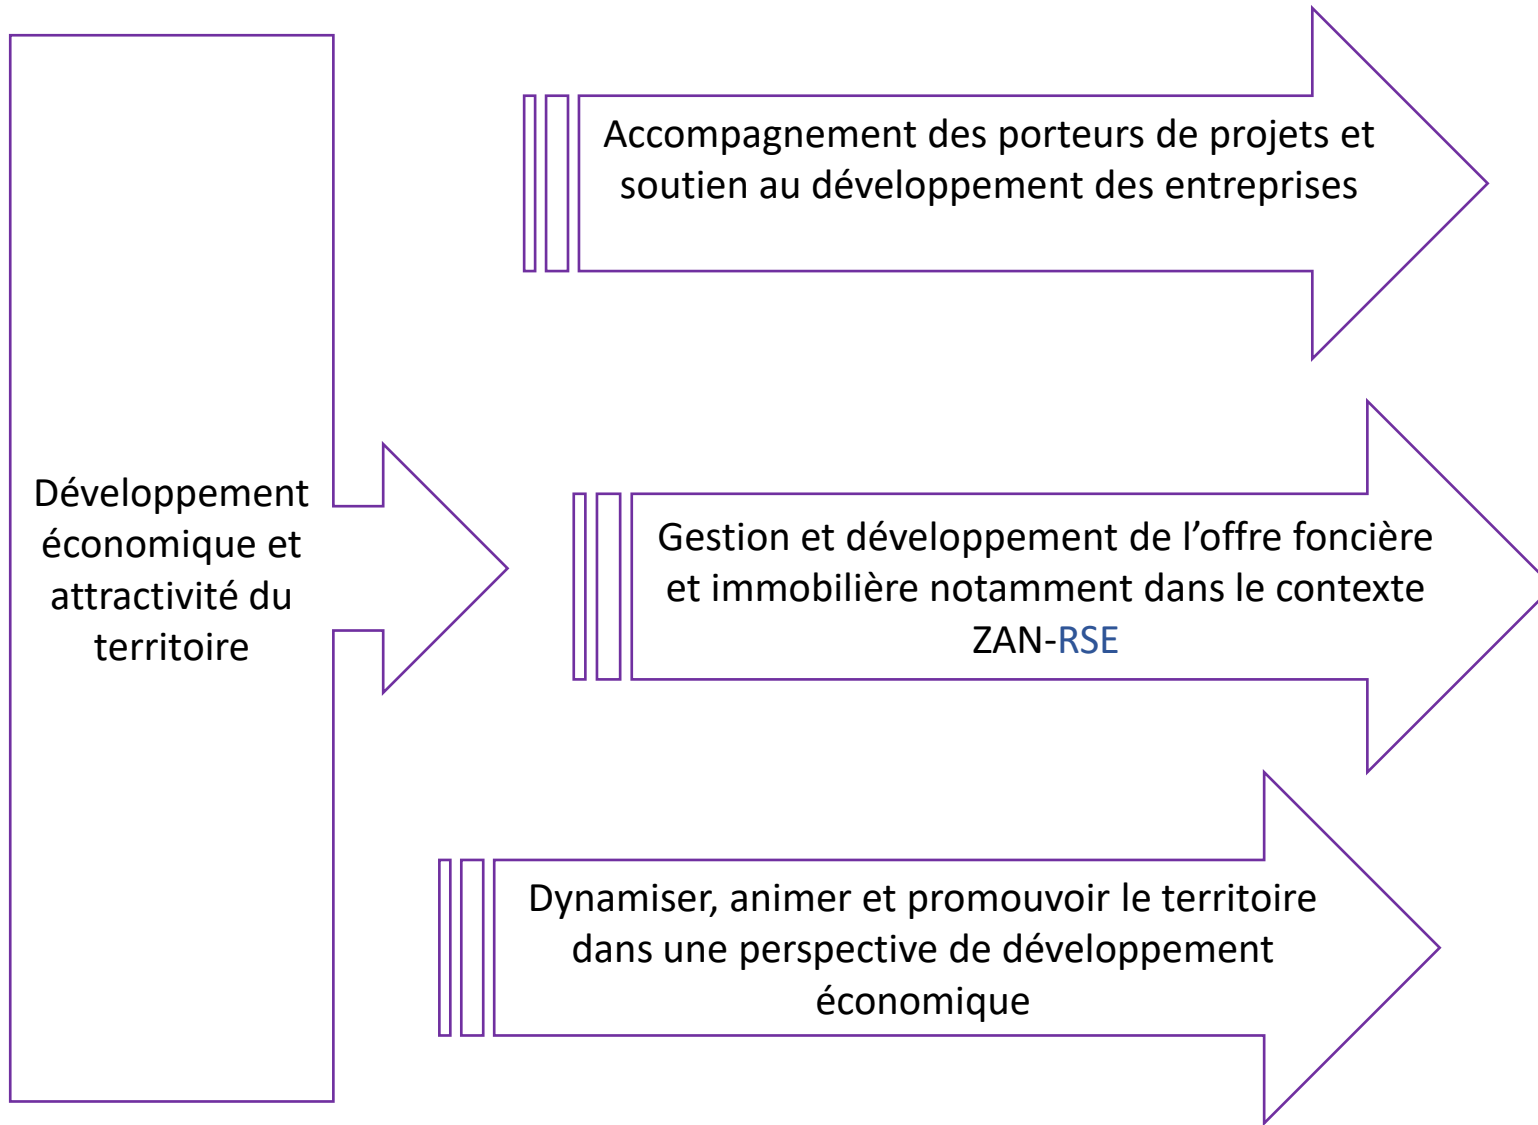 Développement
économique et
attractivité du
territoire
Accompagnement des porteurs de projets et
soutien au développement des entreprises
Gestion et développement de l’offre foncière
et immobilière notamment dans le contexte
ZAN-RSE
Dynamiser, animer et promouvoir le territoire
dans une perspective de développement
économique